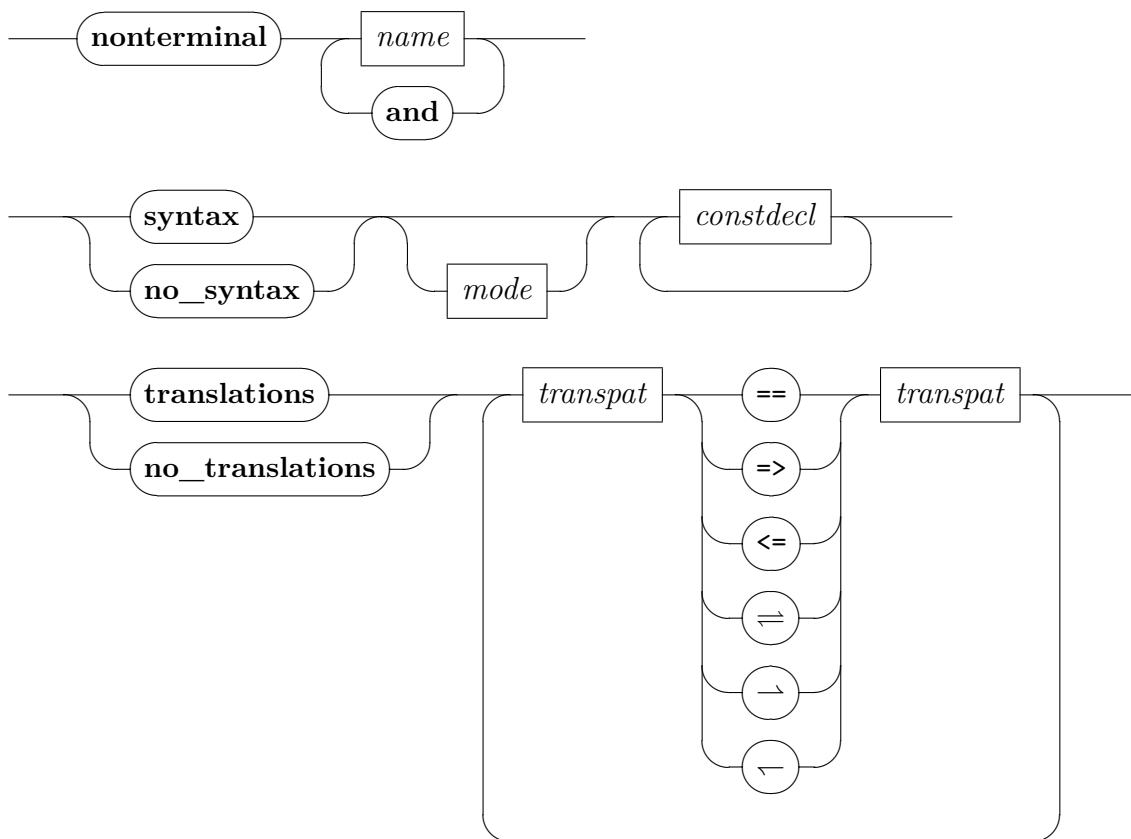 nonterminal name
and
syntax constdecl
no_syntax mode
translations transpat == transpat
no_translations =>
<=
⇌
⇀
↽